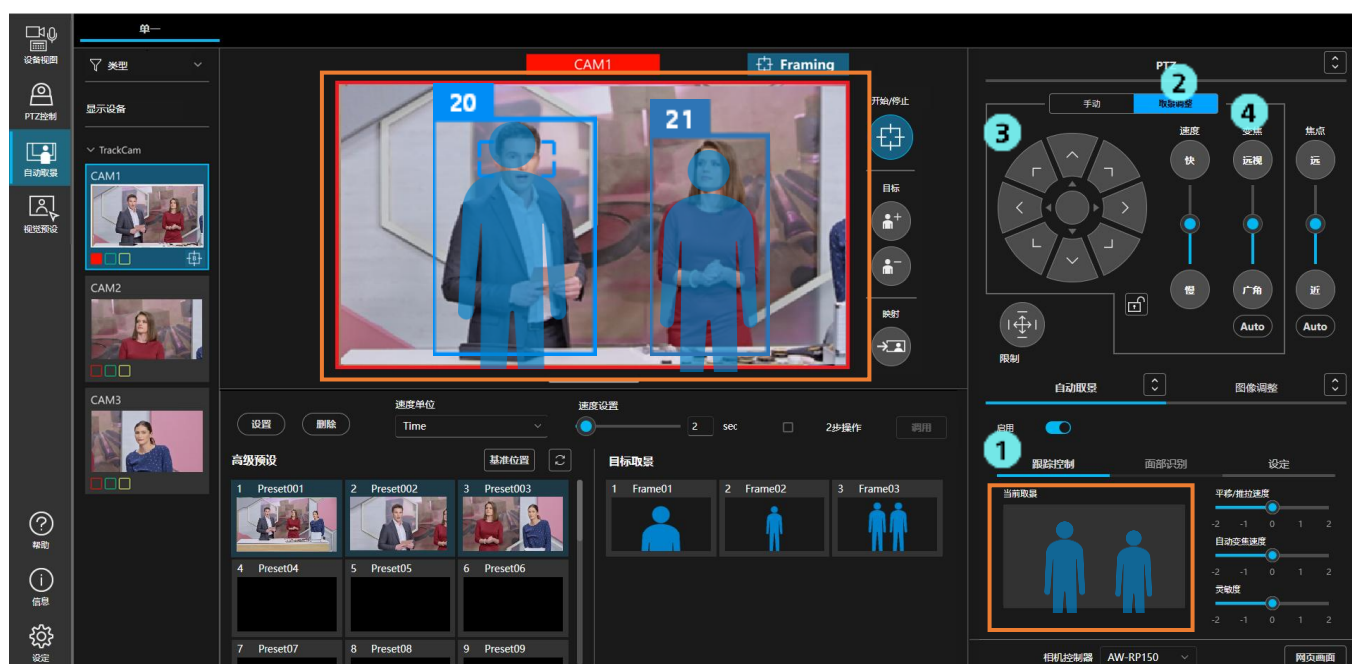 单一
设备视图
PTZ控制
自动取景
视觉预设
帮助
信息
设定
类型
显示设备
TrackCam
CAM1
CAM2
CAM3
CAM1
Framing
20
21
开始/停止
目标
映射
设置
删除
速度单位
Time
速度设置
2 sec
2步操作
调用
高级预设
基准位置
1 Preset001
2 Preset002
3 Preset003
4 Preset04
5 Preset05
6 Preset06
7 Preset07
8 Preset08
9 Preset09
目标取景
1 Frame01
2 Frame02
3 Frame03
PTZ
2
手动
取景调整
3
4
速度
变焦
焦点
快
远视
远
慢
广角
近
Auto
Auto
限制
自动取景
图像调整
启用
1
跟踪控制
面部识别
设定
当前取景
平移/推拉速度
-2 -1 0 1 2
自动变焦速度
-2 -1 0 1 2
灵敏度
-2 -1 0 1 2
相机控制器
AW-RP150
网页画面